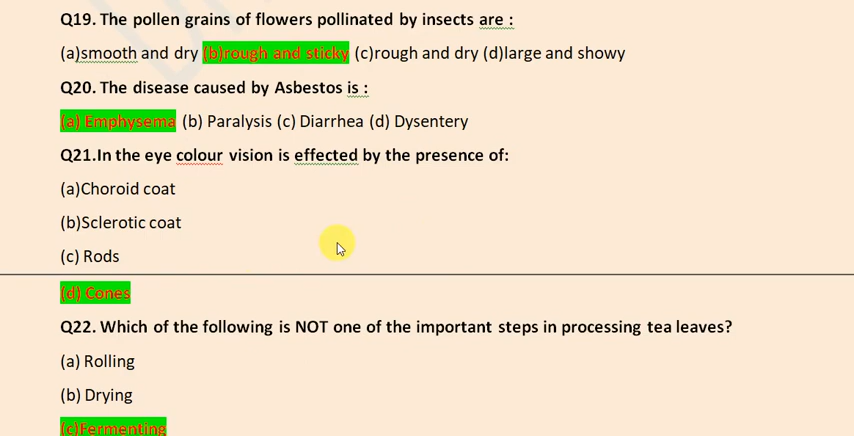 Q19. The pollen grains of flowers pollinated by insects are :
(a)smooth and dry (b)rough and sticky (c)rough and dry (d)large and showy
Q20. The disease caused by Asbestos is :
(a) Emphysema (b) Paralysis (c) Diarrhea (d) Dysentery
Q21.In the eye colour vision is effected by the presence of:
(a)Choroid coat
(b)Sclerotic coat
(c) Rods
(d) Cones
Q22. Which of the following is NOT one of the important steps in processing tea leaves?
(a) Rolling
(b) Drying
(c)Fermenting